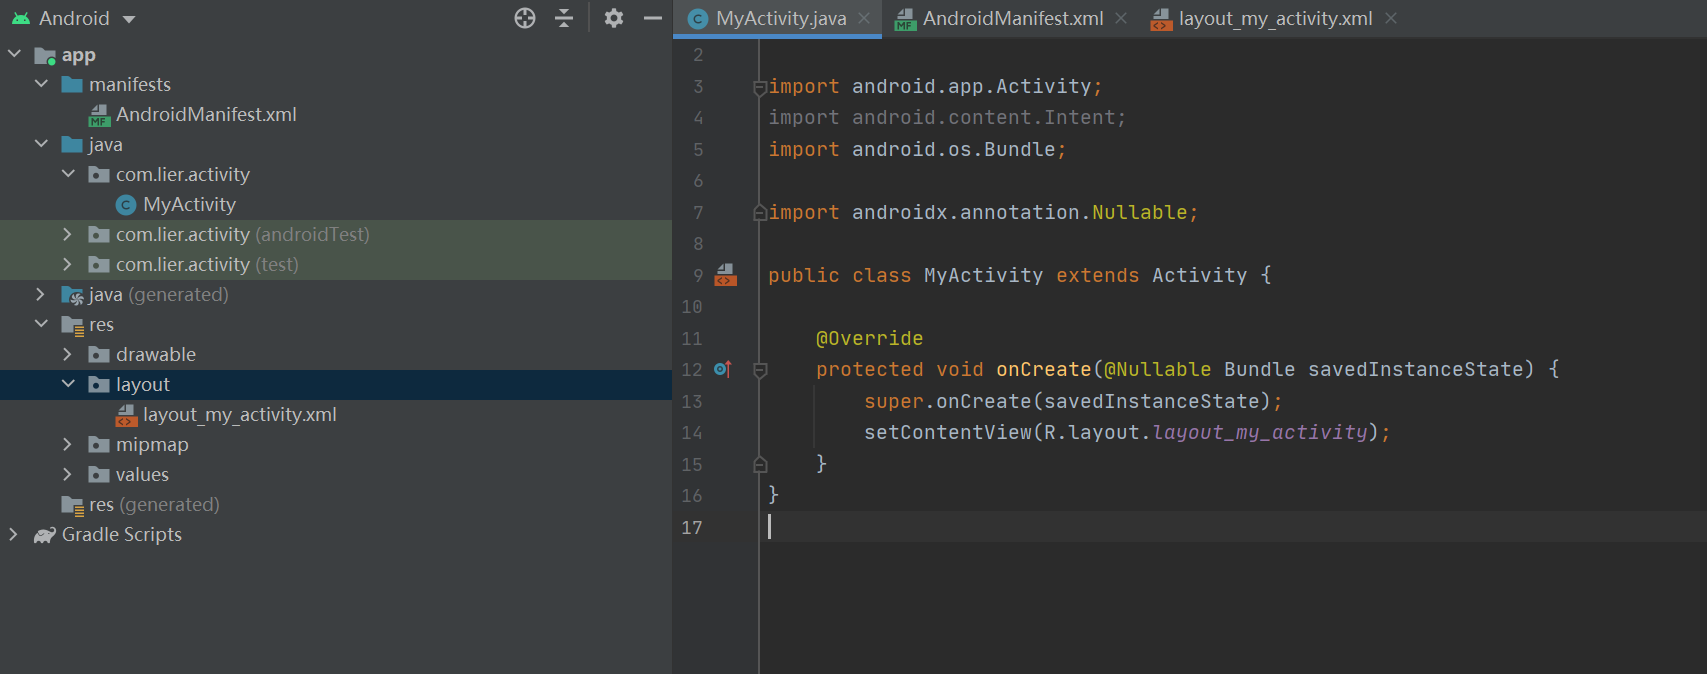 Android
app
manifests
AndroidManifest.xml
java
com.lier.activity
MyActivity
com.lier.activity (androidTest)
com.lier.activity (test)
java (generated)
res
drawable
layout
layout_my_activity.xml
mipmap
values
res (generated)
Gradle Scripts
MyActivity.java AndroidManifest.xml layout_my_activity.xml
2
3 import android.app.Activity;
4 import android.content.Intent;
5 import android.os.Bundle;
6
7 import androidx.annotation.Nullable;
8
9 public class MyActivity extends Activity {
10
11 @Override
12 protected void onCreate(@Nullable Bundle savedInstanceState) {
13 super.onCreate(savedInstanceState);
14 setContentView(R.layout.layout_my_activity);
15 }
16 }
17